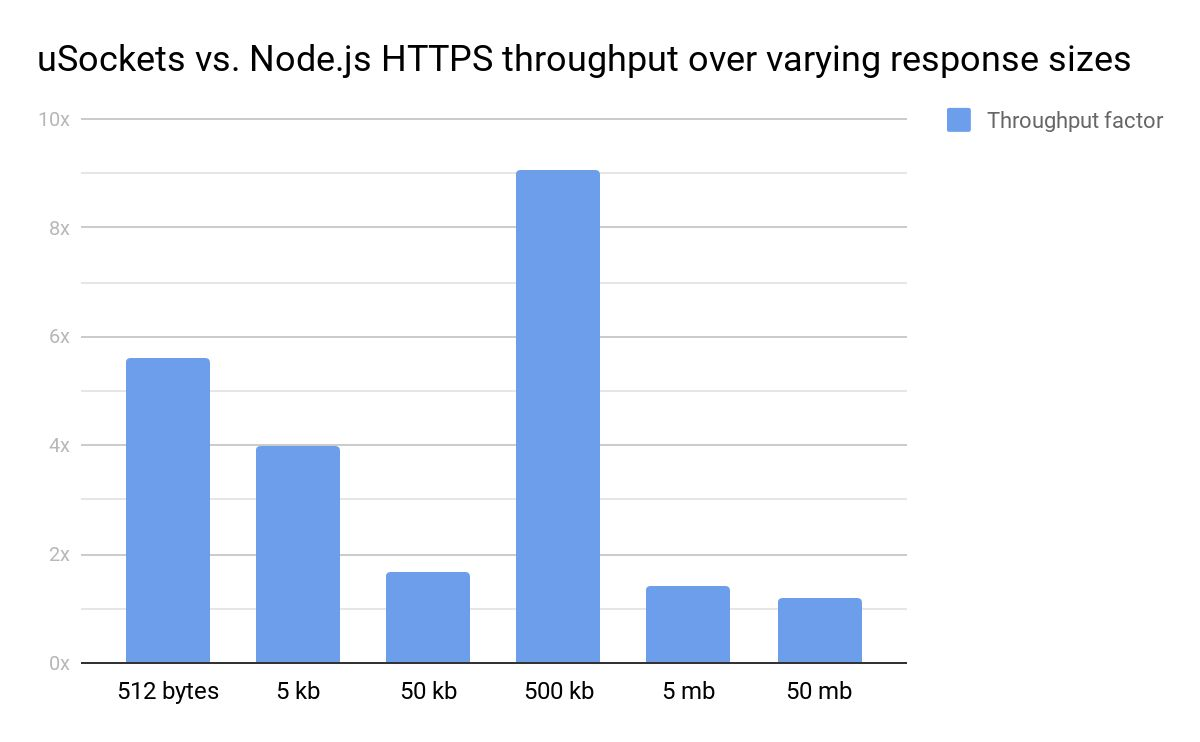 uSockets vs. Node.js HTTPS throughput over varying response sizes
10x
Throughput factor
8x
6x
4x
2x
0x
512 bytes 5 kb 50 kb 500 kb 5 mb 50 mb